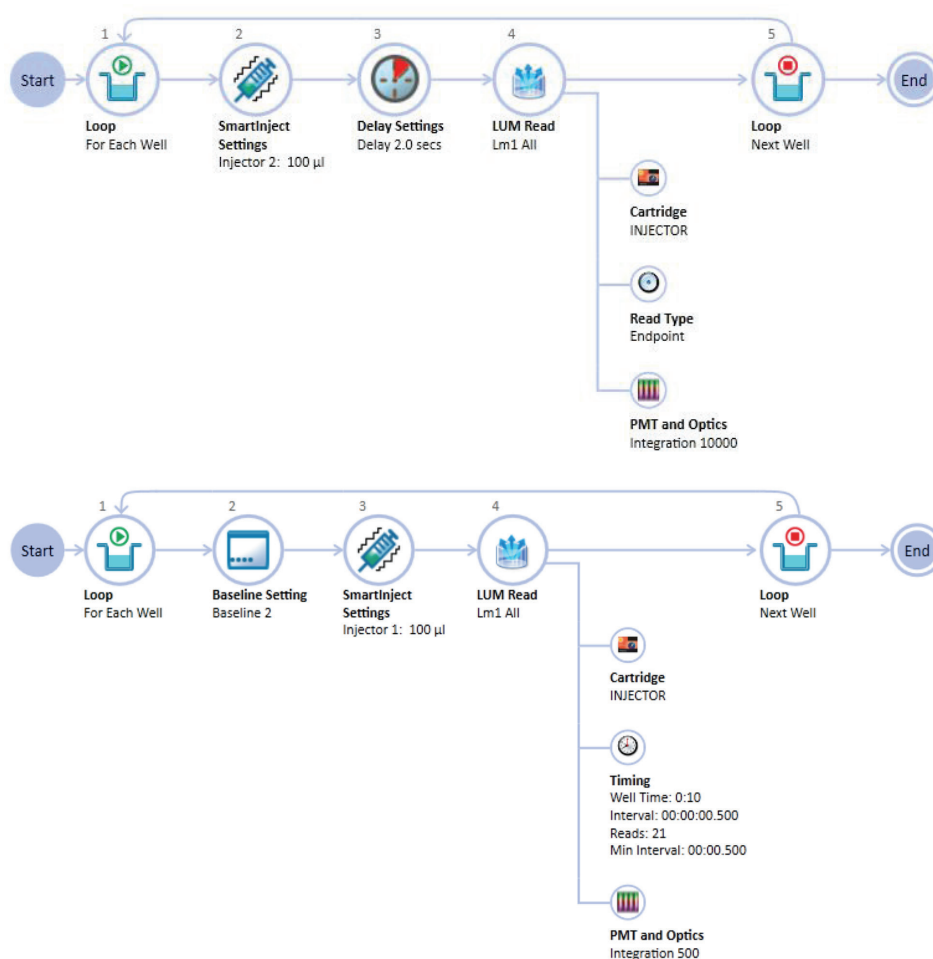 1
2
3
4
5
Start
End
Loop
For Each Well
SmartInject
Settings
Injector 2: 100 µl
Delay Settings
Delay 2.0 secs
LUM Read
Lm1 All
Loop
Next Well
Cartridge
INJECTOR
Read Type
Endpoint
PMT and Optics
Integration 10000
1
2
3
4
5
Start
End
Loop
For Each Well
Baseline Setting
Baseline 2
SmartInject
Settings
Injector 1: 100 µl
LUM Read
Lm1 All
Loop
Next Well
Cartridge
INJECTOR
Timing
Well Time: 0:10
Interval: 00:00:00.500
Reads: 21
Min Interval: 00:00.500
PMT and Optics
Integration 500